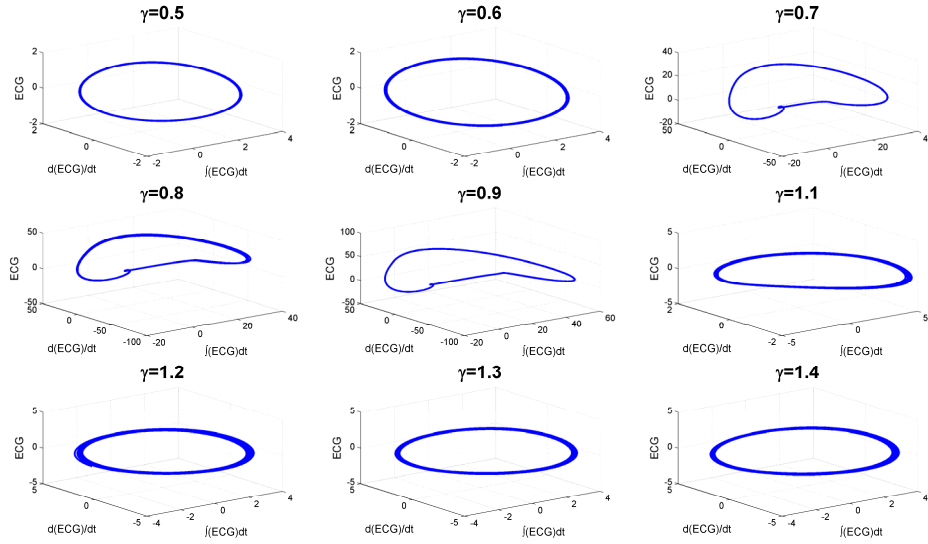 γ=0.5
2
0
-2
ECG
2
0
-2
d(ECG)/dt
-2
0
2
4
∫(ECG)dt
γ=0.6
2
0
-2
ECG
2
0
-2
d(ECG)/dt
-2
0
2
4
∫(ECG)dt
γ=0.7
40
20
0
-20
ECG
50
0
-50
d(ECG)/dt
-20
0
20
40
∫(ECG)dt
γ=0.8
50
0
-50
ECG
50
0
-50
-100
d(ECG)/dt
-20
0
20
40
∫(ECG)dt
γ=0.9
100
50
0
-50
ECG
50
0
-50
-100
d(ECG)/dt
-20
0
20
40
60
∫(ECG)dt
γ=1.1
5
0
-5
ECG
2
0
-2
d(ECG)/dt
-5
0
5
∫(ECG)dt
γ=1.2
5
0
-5
ECG
5
0
-5
d(ECG)/dt
-4
-2
0
2
4
∫(ECG)dt
γ=1.3
5
0
-5
ECG
5
0
-5
d(ECG)/dt
-4
-2
0
2
4
∫(ECG)dt
γ=1.4
5
0
-5
ECG
5
0
-5
d(ECG)/dt
-4
-2
0
2
4
∫(ECG)dt